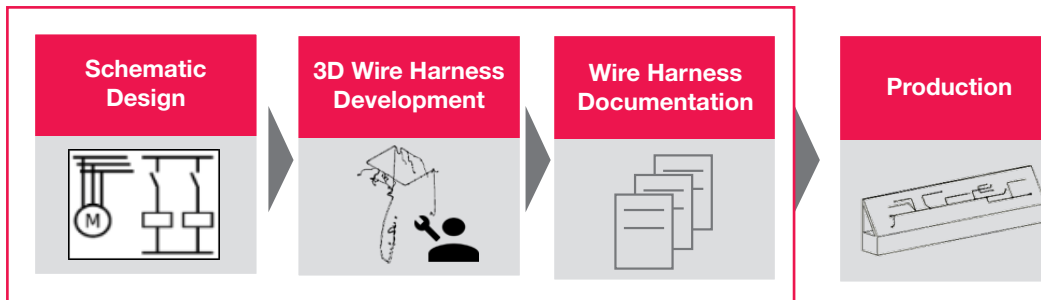 Schematic
Design
3D Wire Harness
Development
Wire Harness
Documentation
Production
M